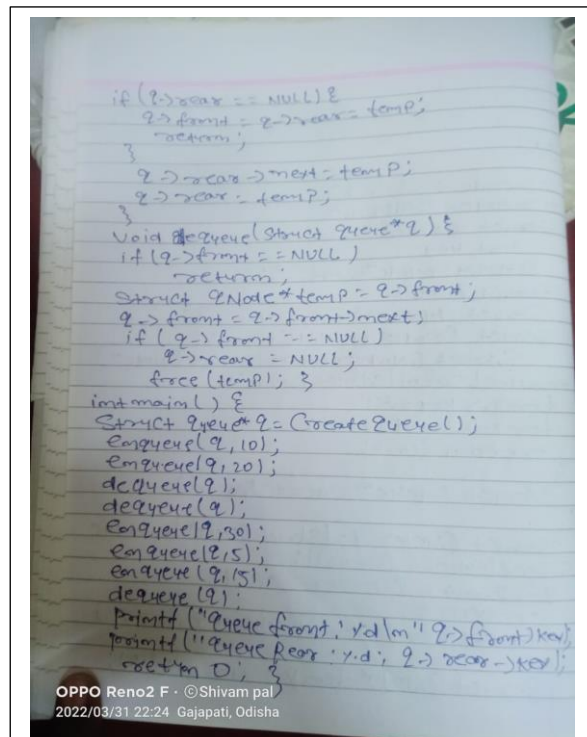 if (q->rear == NULL) {
q->front = q->rear = temp;
return;
}
q->rear->next = temp;
q->rear = temp;
}
void dequeue(struct queue* q) {
if (q->front == NULL)
return;
struct qNode* temp = q->front;
q->front = q->front->next;
if (q->front == NULL)
q->rear = NULL;
free(temp); }
int main() {
struct queue* q = CreateQueue();
enqueue(q, 10);
enqueue(q, 20);
dequeue(q);
dequeue(q);
enqueue(q, 30);
enqueue(q, 5);
enqueue(q, 15);
dequeue(q);
printf("queue front: %d\n" q->front->key);
printf("queue Rear: %d", q->rear->key);
return 0; }
OPPO Reno2 F · ©Shivam pal
2022/03/31 22:24 Gajapati, Odisha